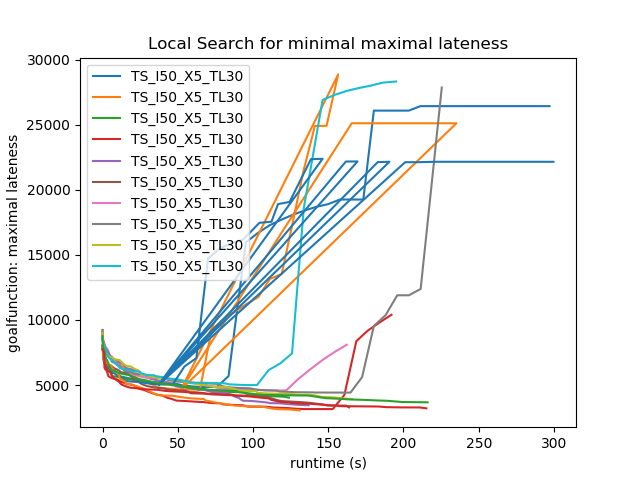 Local Search for minimal maximal lateness
goalfunction: maximal lateness
30000
25000
20000
15000
10000
5000
TS_I50_X5_TL30
TS_I50_X5_TL30
TS_I50_X5_TL30
TS_I50_X5_TL30
TS_I50_X5_TL30
TS_I50_X5_TL30
TS_I50_X5_TL30
TS_I50_X5_TL30
TS_I50_X5_TL30
TS_I50_X5_TL30
0 50 100 150 200 250 300
runtime (s)